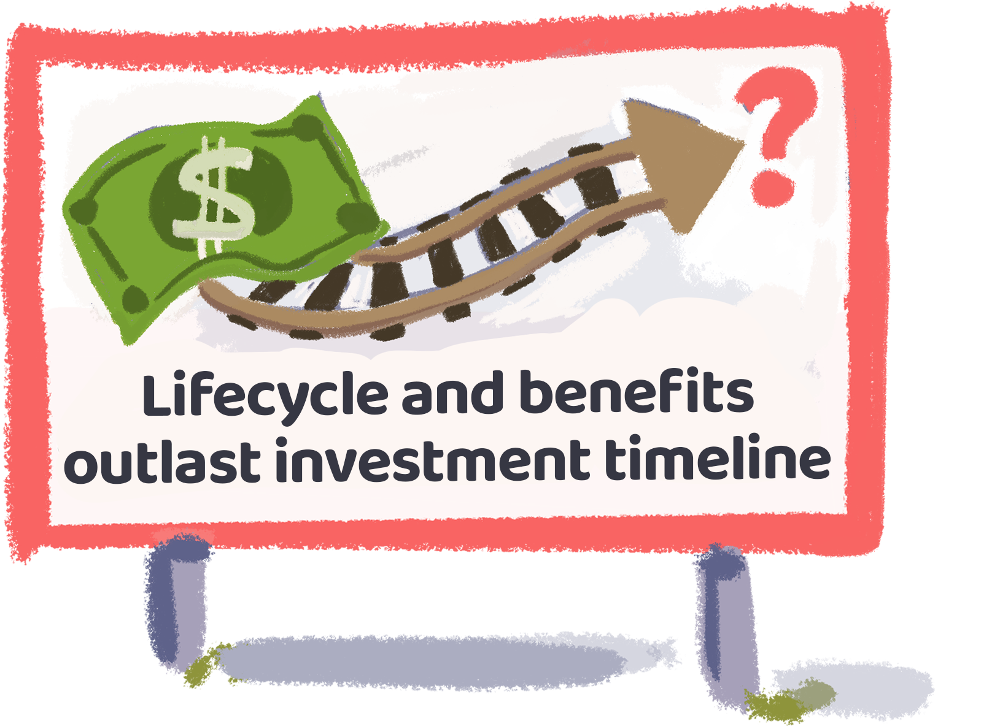 $
?
Lifecycle and benefits
outlast investment timeline